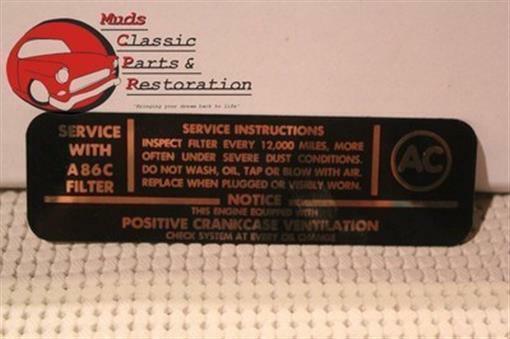 Muds
Classic
Parts &
Restoration
"Bringing your dream back to life"
SERVICE
WITH
A86C
FILTER
SERVICE INSTRUCTIONS
INSPECT FILTER EVERY 12,000 MILES, MORE
OFTEN UNDER SEVERE DUST CONDITIONS.
DO NOT WASH, OIL, TAP OR BLOW WITH AIR.
REPLACE WHEN PLUGGED OR VISIBLY WORN.
AC
NOTICE
THIS ENGINE EQUIPPED WITH
POSITIVE CRANKCASE VENTILATION
CHECK SYSTEM AT EVERY OIL CHANGE